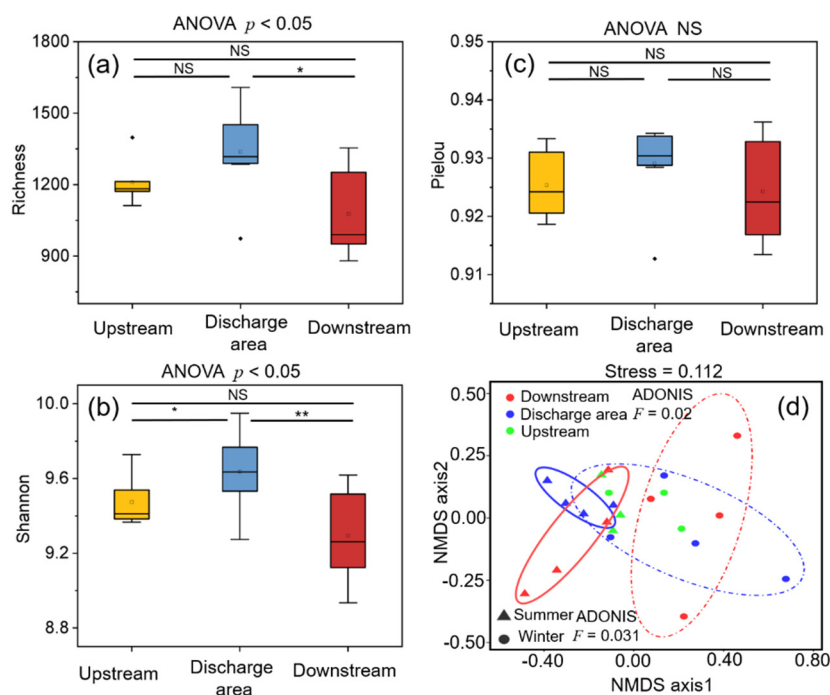 ANOVA p < 0.05
(a)
NS
NS
*
Richness
1800
1500
1200
900
Upstream
Discharge area
Downstream
ANOVA NS
(c)
NS
NS
NS
Pielou
0.95
0.94
0.93
0.92
0.91
Upstream
Discharge area
Downstream
ANOVA p < 0.05
(b)
NS
*
**
Shannon
10.0
9.6
9.2
8.8
Upstream
Discharge area
Downstream
Stress = 0.112
(d)
Downstream
Discharge area
Upstream
ADONIS
F = 0.02
NMDS axis2
0.50
0.25
0.00
-0.25
-0.50
Summer
Winter
ADONIS
F = 0.031
-0.40
0.00
0.40
0.80
NMDS axis1